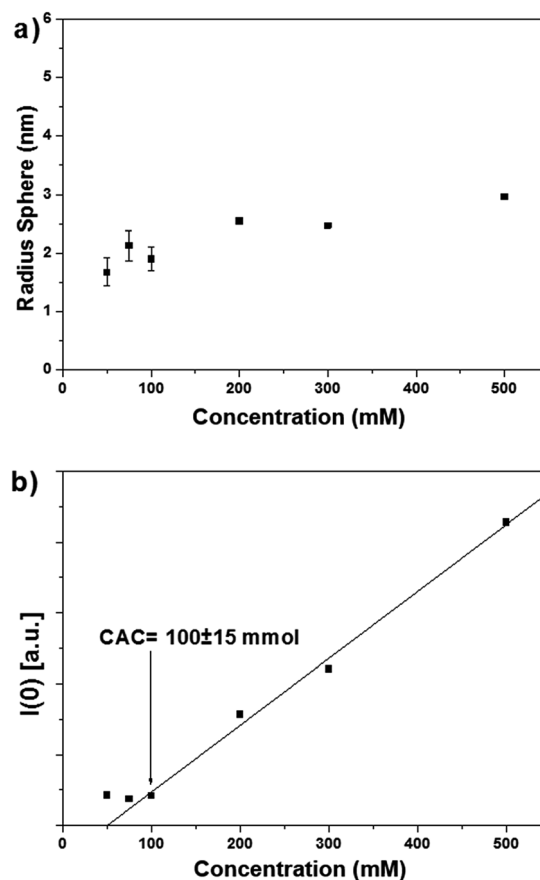 a)
6
5
4
3
2
1
0
Radius Sphere (nm)
0 100 200 300 400 500
Concentration (mM)
b)
I(0) [a.u.]
CAC= 100±15 mmol
0 100 200 300 400 500
Concentration (mM)